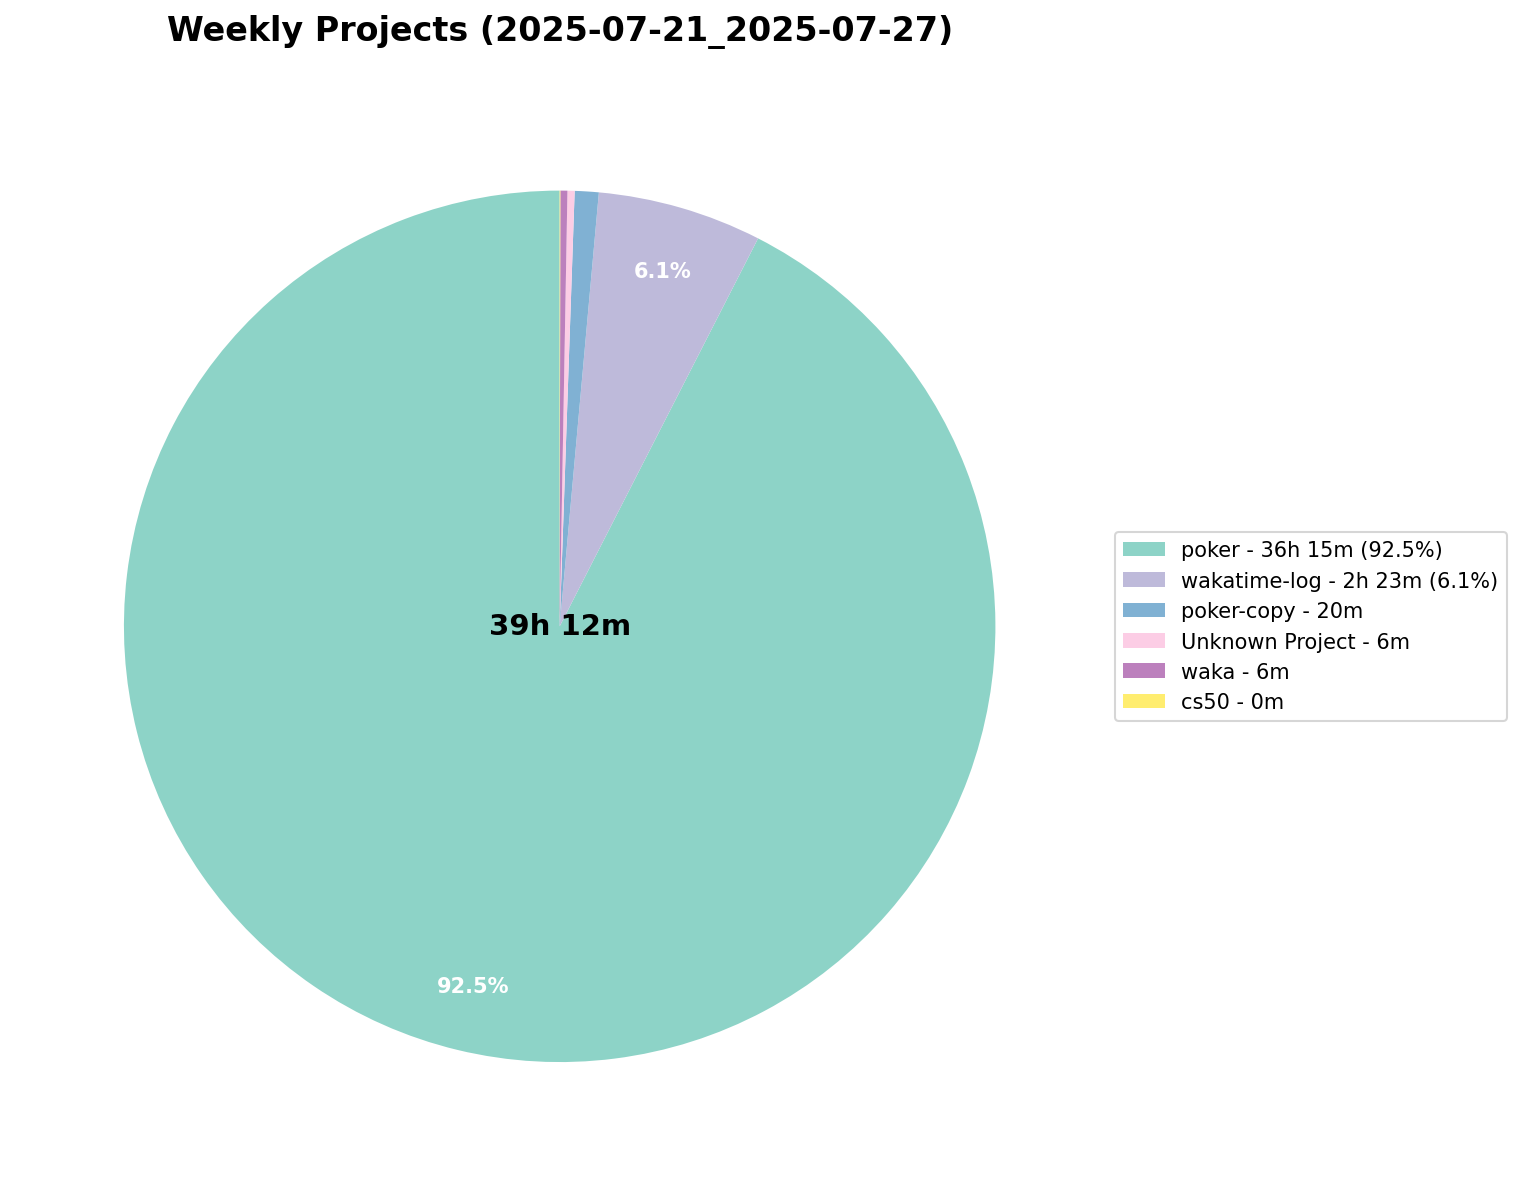 Weekly Projects (2025-07-21_2025-07-27)
6.1%
39h 12m
92.5%
poker - 36h 15m (92.5%)
wakatime-log - 2h 23m (6.1%)
poker-copy - 20m
Unknown Project - 6m
waka - 6m
cs50 - 0m